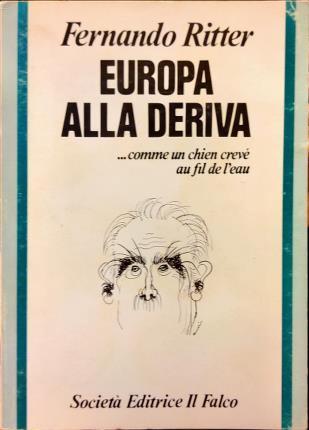 Fernando Ritter
EUROPA
ALLA DERIVA
...comme un chien crevé
au fil de l'eau
Società Editrice Il Falco